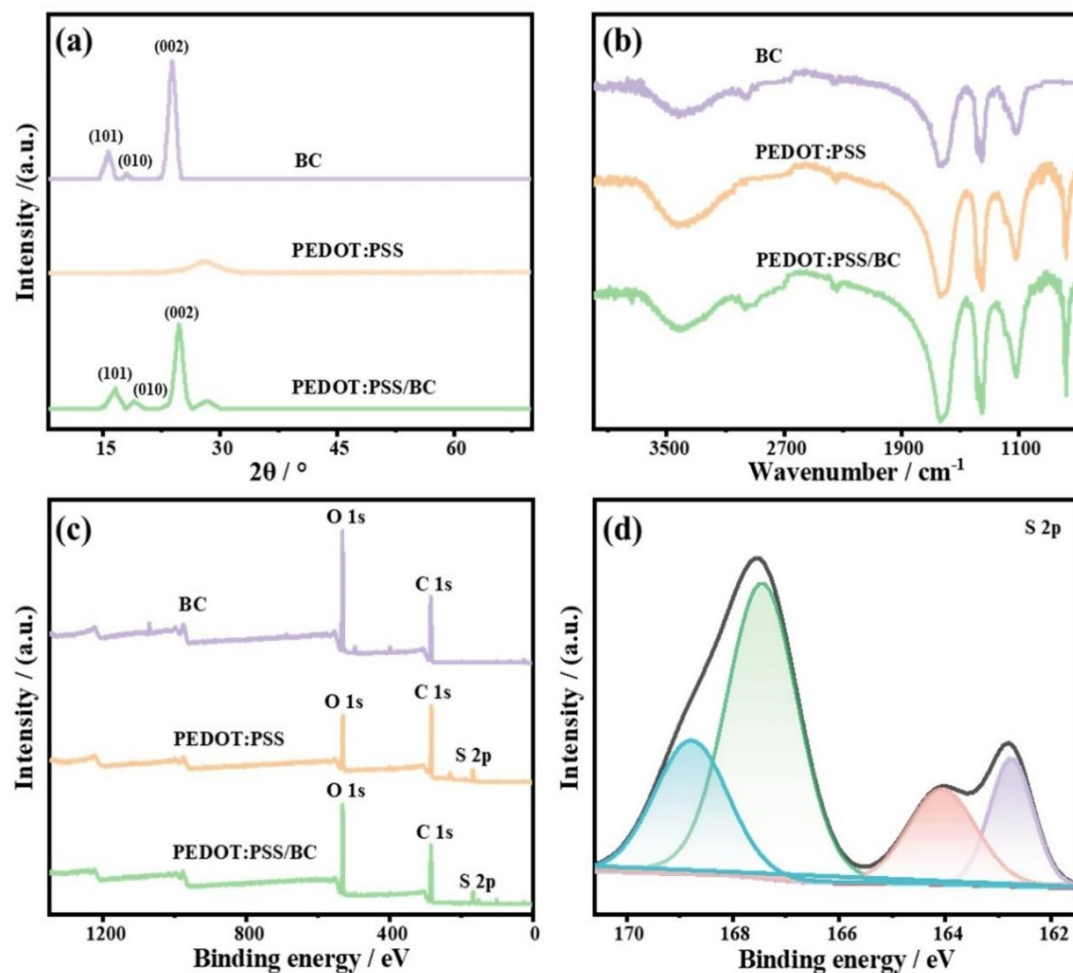 (a)
(002)
(101)
(010)
BC
PEDOT:PSS
(002)
(101)
(010)
PEDOT:PSS/BC
Intensity /(a.u.)
15 30 45 60
2θ / °
(b)
BC
PEDOT:PSS
PEDOT:PSS/BC
3500 2700 1900 1100
Wavenumber / cm⁻¹
(c)
O 1s
C 1s
BC
O 1s
C 1s
S 2p
PEDOT:PSS
O 1s
C 1s
S 2p
PEDOT:PSS/BC
Intensity / (a.u.)
1200 800 400 0
Binding energy / eV
(d)
S 2p
Intensity / (a.u.)
170 168 166 164 162
Binding energy / eV